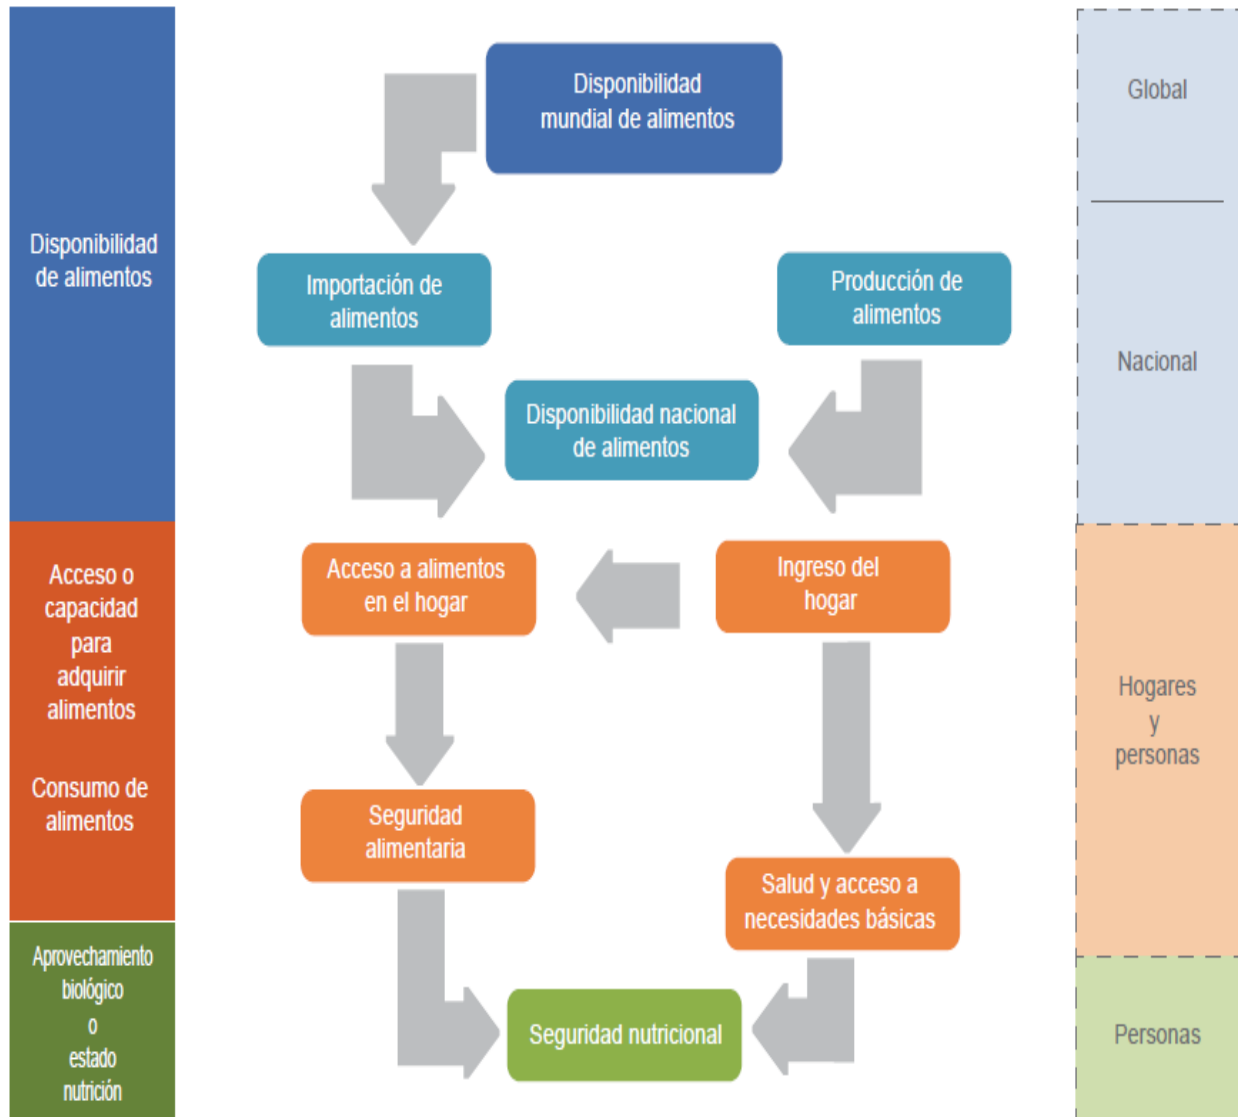 Disponibilidad
mundial de alimentos
Global
Disponibilidad
de alimentos
Importación de
alimentos
Producción de
alimentos
Nacional
Disponibilidad nacional
de alimentos
Acceso o
capacidad
para
adquirir
alimentos
Consumo de
alimentos
Acceso a alimentos
en el hogar
Ingreso del
hogar
Hogares
y
personas
Seguridad
alimentaria
Salud y acceso a
necesidades básicas
Aprovechamiento
biológico
o
estado
nutrición
Seguridad nutricional
Personas